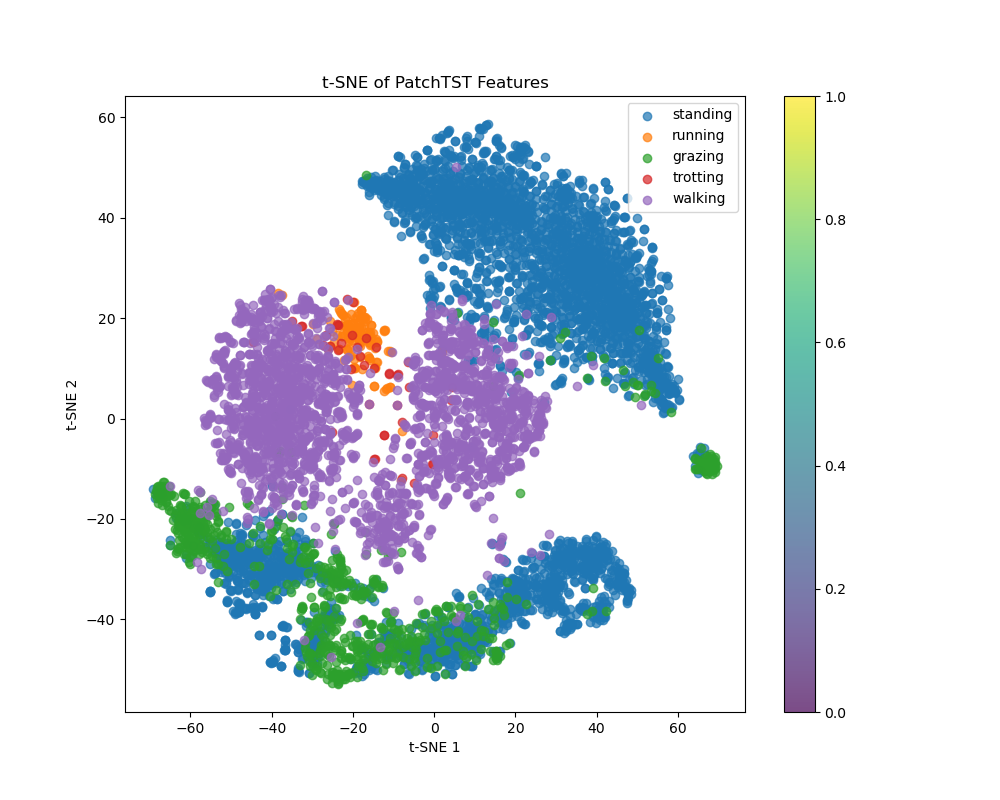 t-SNE of PatchTST Features
standing
running
grazing
trotting
walking
60
40
20
0
−20
−40
t-SNE 2
−60
−40
−20
0
20
40
60
t-SNE 1
1.0
0.8
0.6
0.4
0.2
0.0